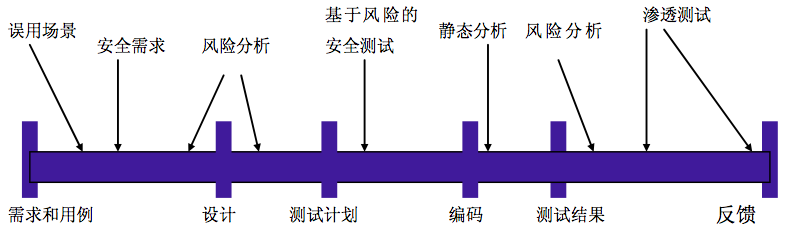 误用场景
安全需求
风险分析
基于风险的
安全测试
静态分析
风险分析
渗透测试
需求和用例
设计
测试计划
编码
测试结果
反馈